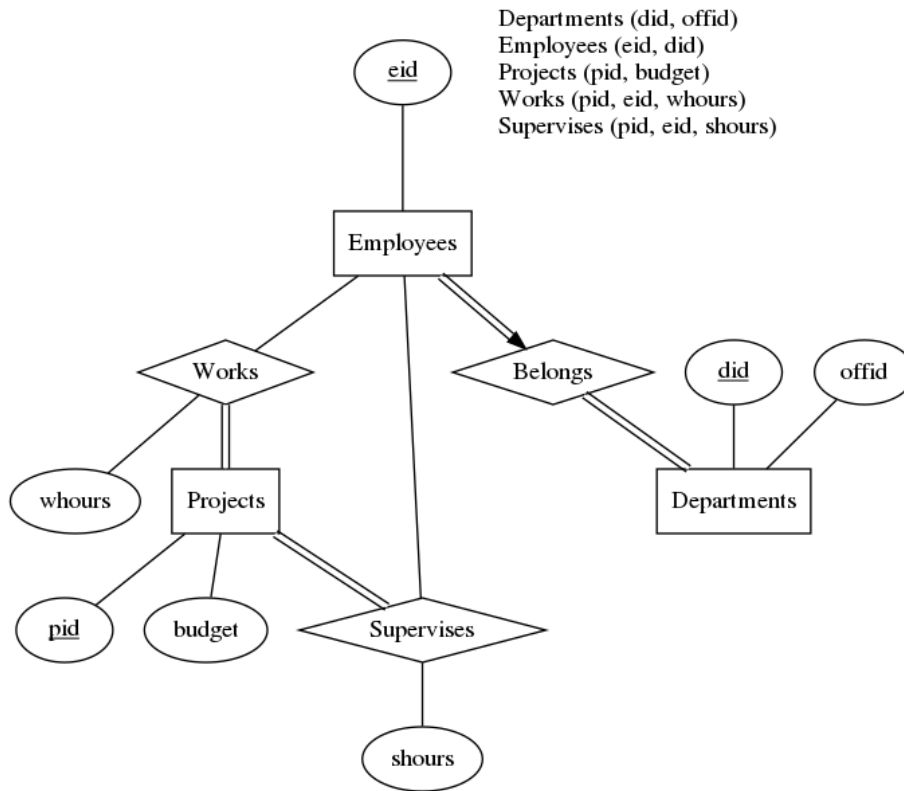 Departments (did, offid)
Employees (eid, did)
Projects (pid, budget)
Works (pid, eid, whours)
Supervises (pid, eid, shours)
eid
Employees
Works
Belongs
did
offid
whours
Projects
Departments
pid
budget
Supervises
shours